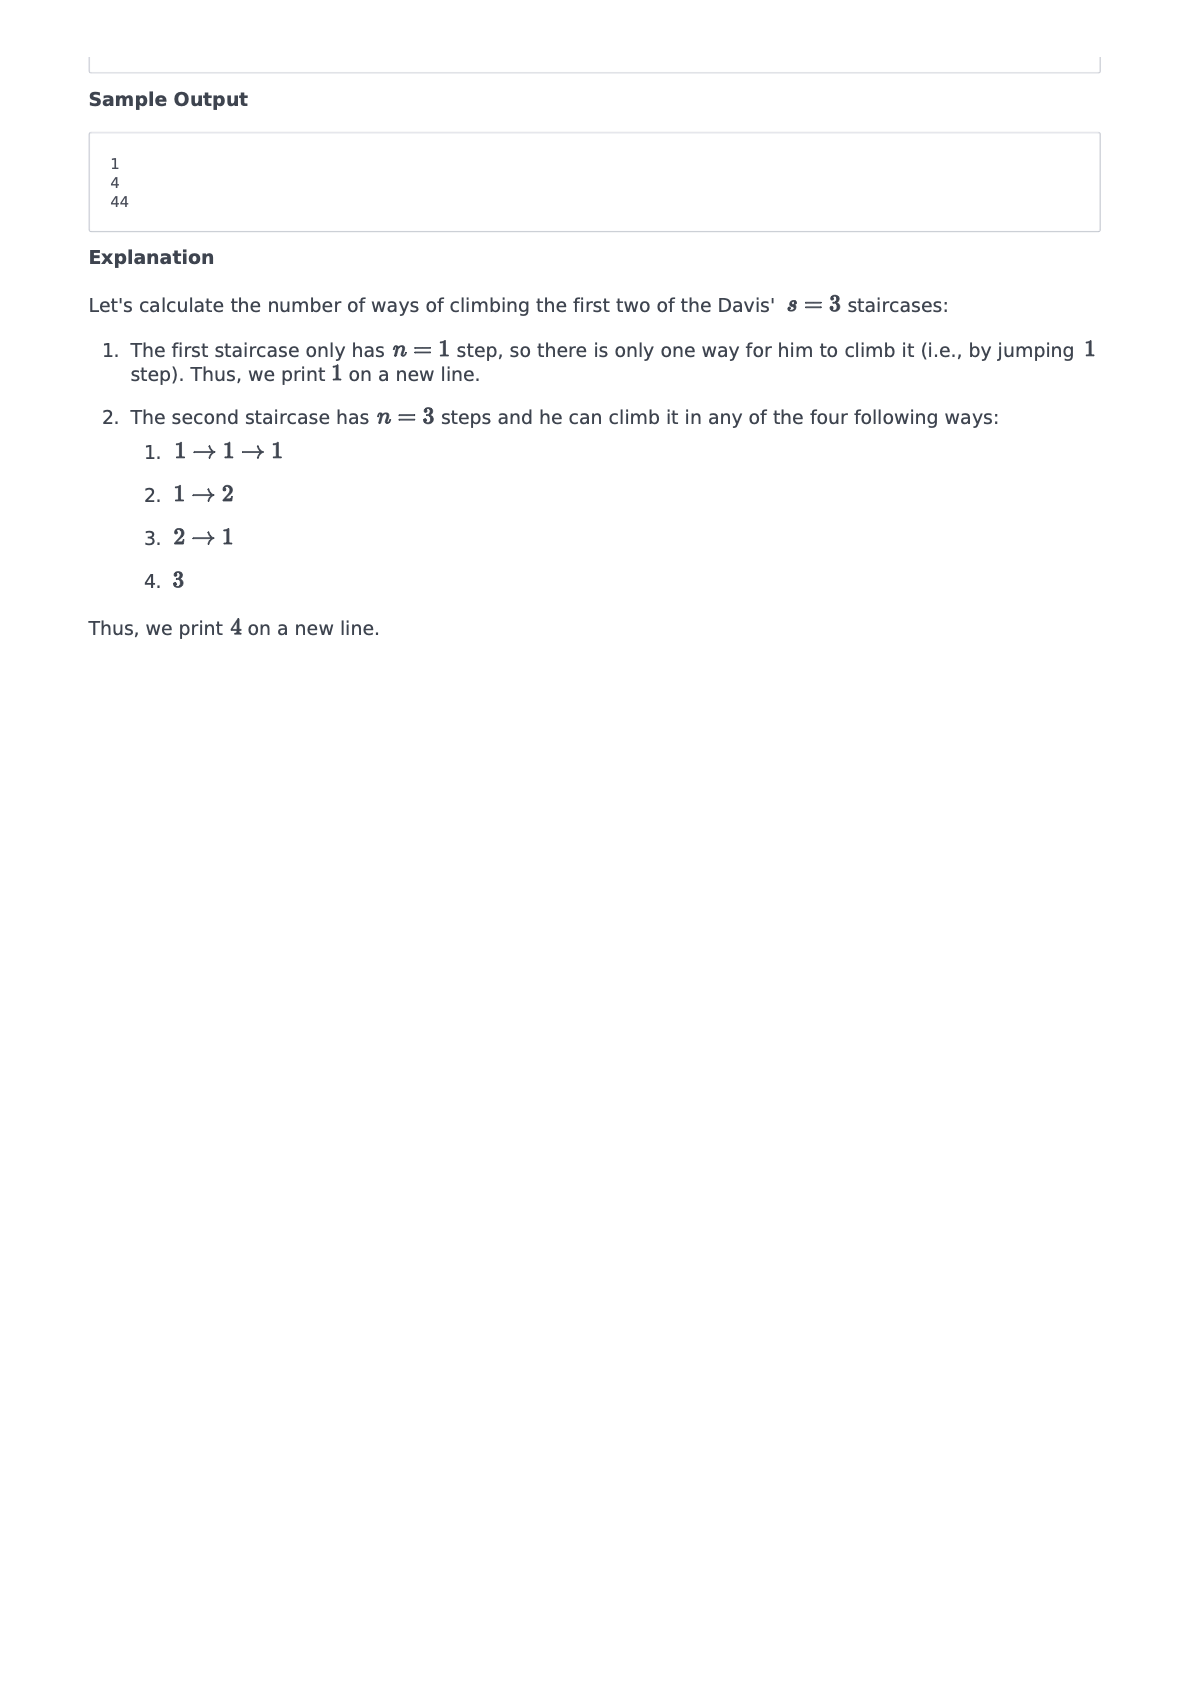 Sample Output
1
4
44
Explanation
Let's calculate the number of ways of climbing the first two of the Davis' s = 3 staircases:
1. The first staircase only has n = 1 step, so there is only one way for him to climb it (i.e., by jumping 1
step). Thus, we print 1 on a new line.
2. The second staircase has n = 3 steps and he can climb it in any of the four following ways:
1. 1 → 1 → 1
2. 1 → 2
3. 2 → 1
4. 3
Thus, we print 4 on a new line.